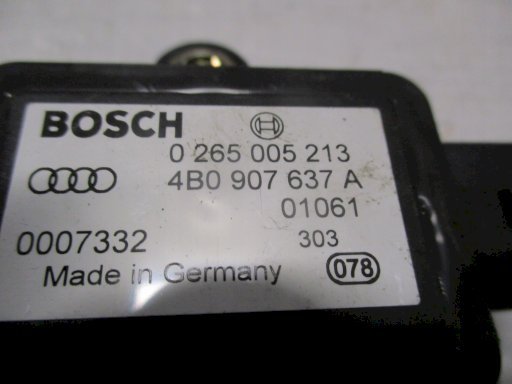 BOSCH
0 265 005 213
4B0 907 637 A
01061
0007332 303
Made in Germany 078